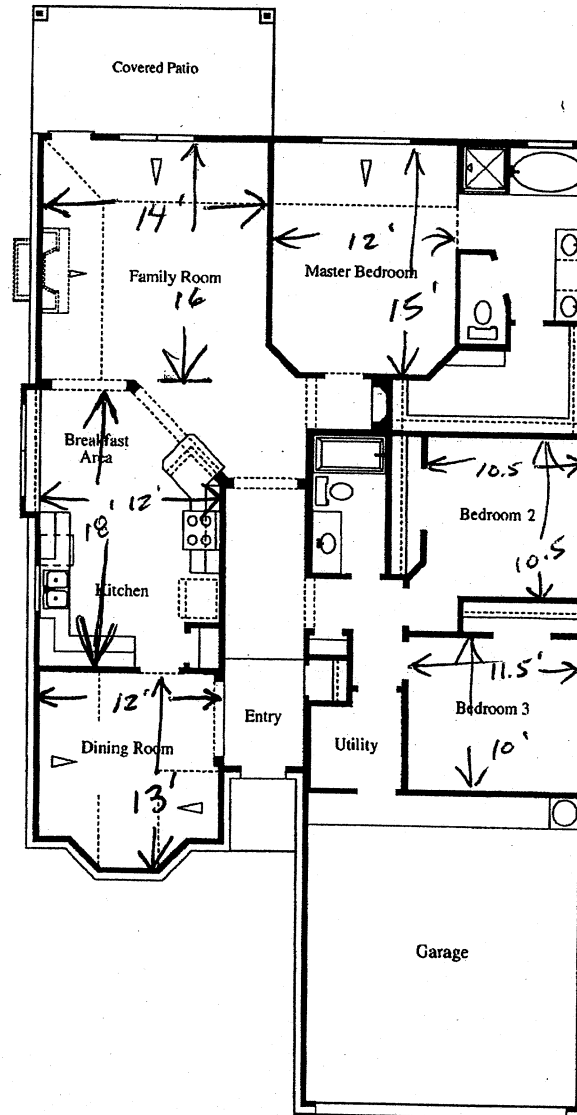 Covered Patio
14'
12'
Family Room
Master Bedroom
16
15'
Breakfast
Area
10.5
12'
18'
Bedroom 2
10.5
Kitchen
11.5'
12'
Bedroom 3
Entry
Dining Room
Utility
10'
13'
Garage